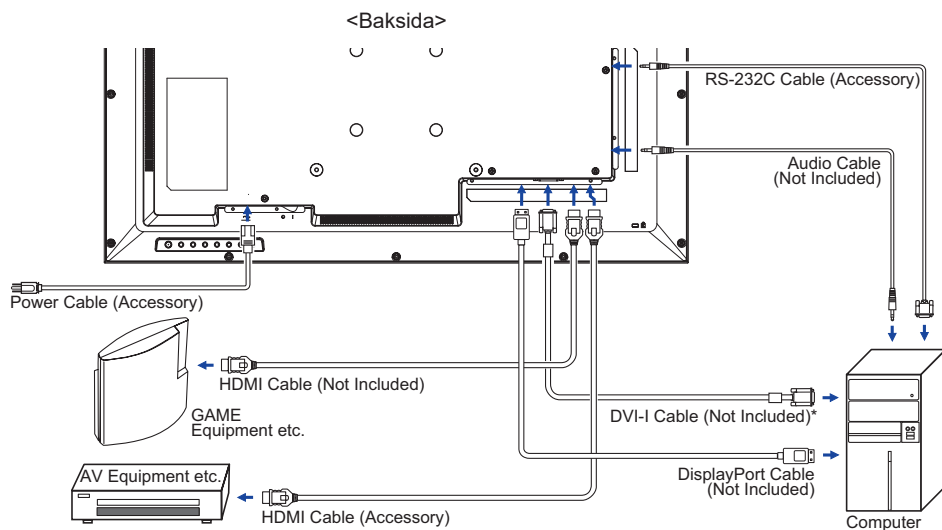 <Baksida>
RS-232C Cable (Accessory)
Audio Cable
(Not Included)
Power Cable (Accessory)
HDMI Cable (Not Included)
GAME
Equipment etc.
DVI-I Cable (Not Included)*
AV Equipment etc.
DisplayPort Cable
(Not Included)
HDMI Cable (Accessory)
Computer